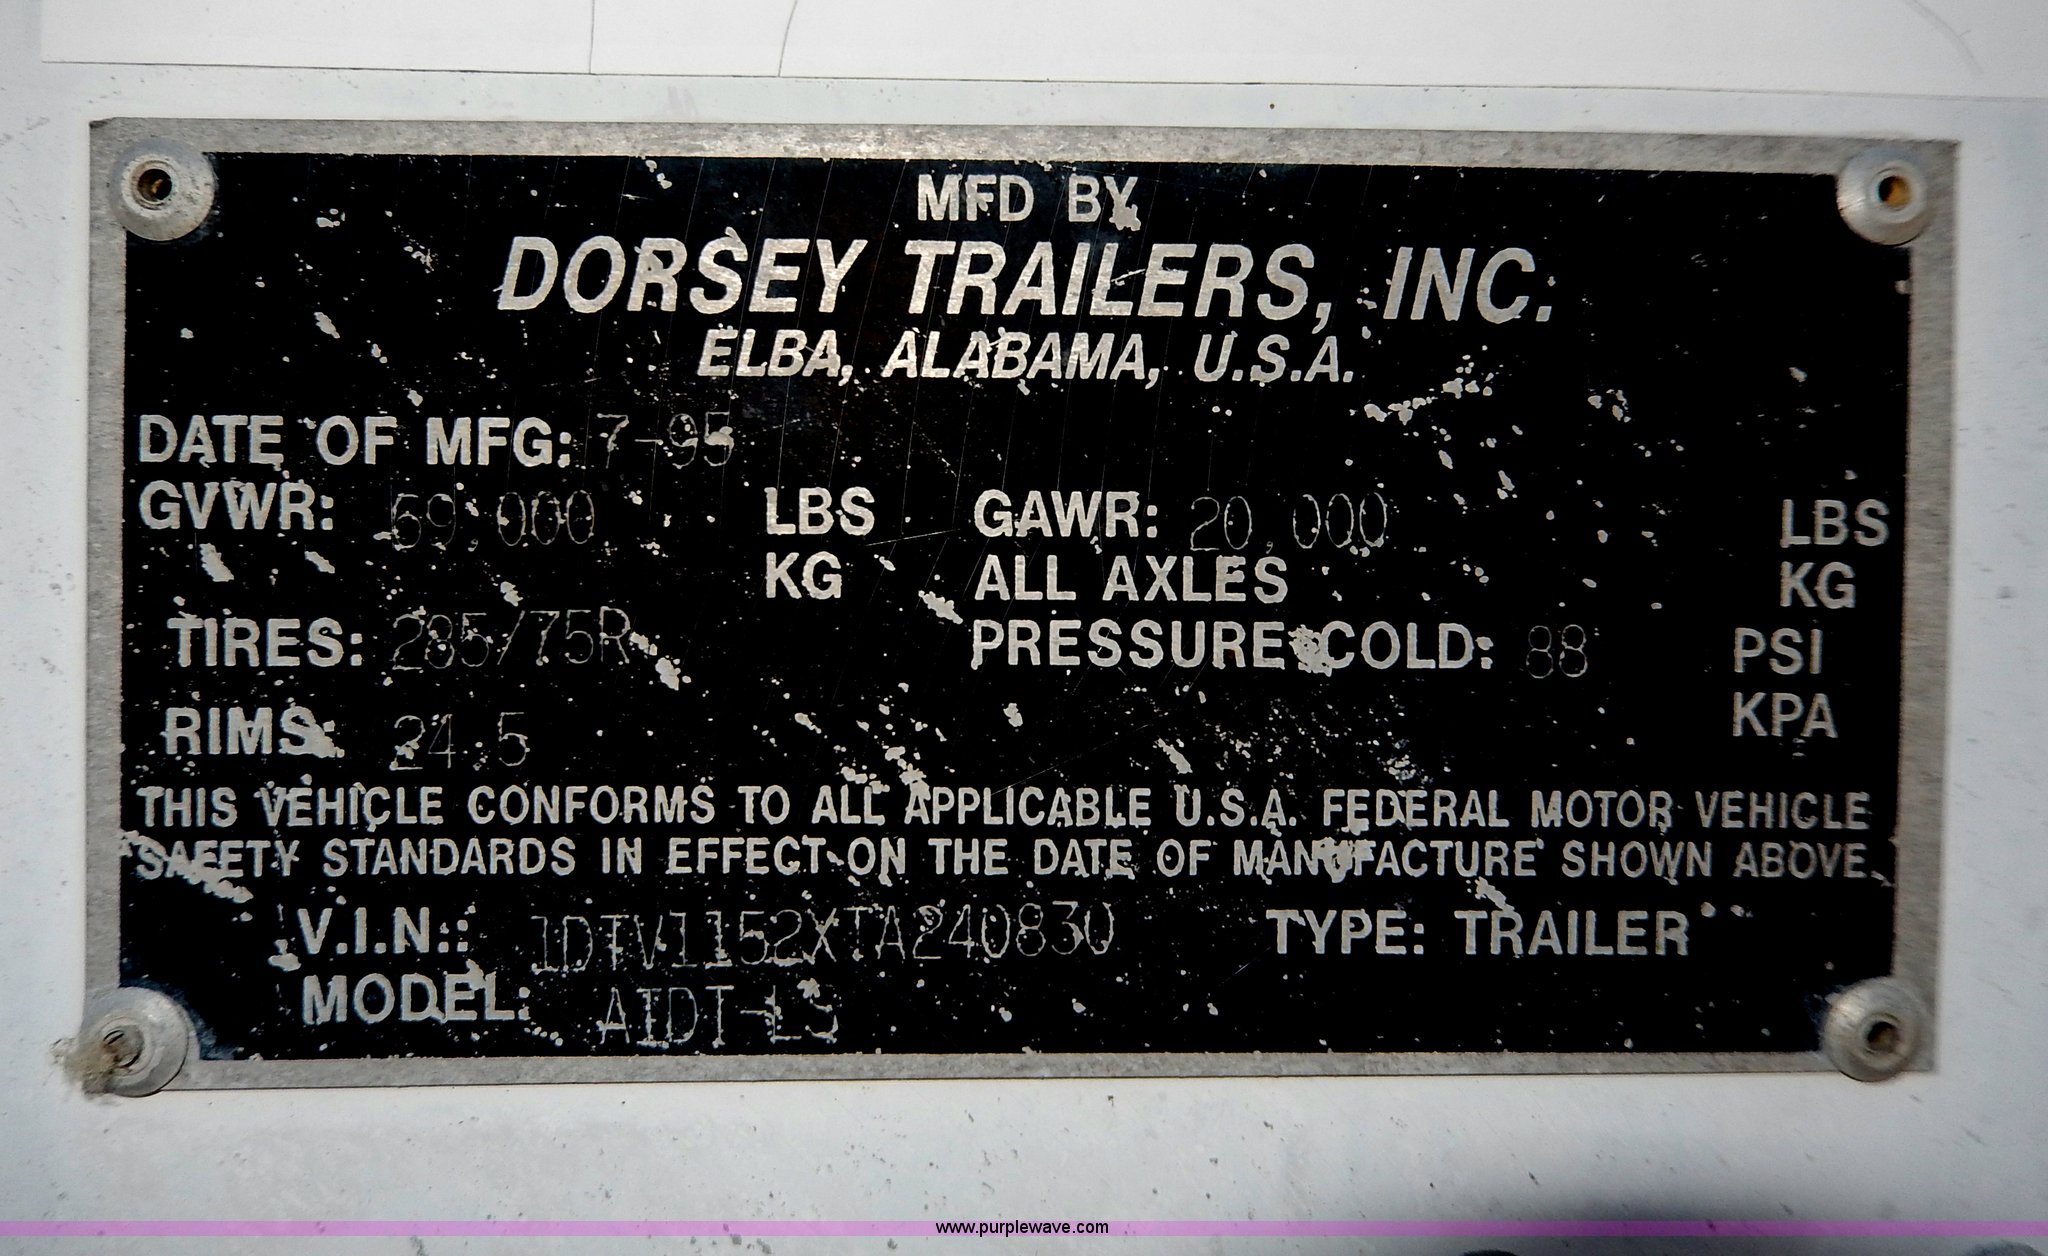 MFD BY
DORSEY TRAILERS, INC.
ELBA, ALABAMA, U.S.A.
DATE OF MFG: 7-95
GVWR: 69,000 LBS GAWR: 20,000 LBS
KG ALL AXLES KG
TIRES: 285/75R PRESSURE COLD: 88 PSI
RIMS: 24.5 KPA
THIS VEHICLE CONFORMS TO ALL APPLICABLE U.S.A. FEDERAL MOTOR VEHICLE
SAFETY STANDARDS IN EFFECT ON THE DATE OF MANUFACTURE SHOWN ABOVE.
V.I.N.: 1DTV1152XTA240830 TYPE: TRAILER
MODEL: AIDT-LS
www.purplewave.com